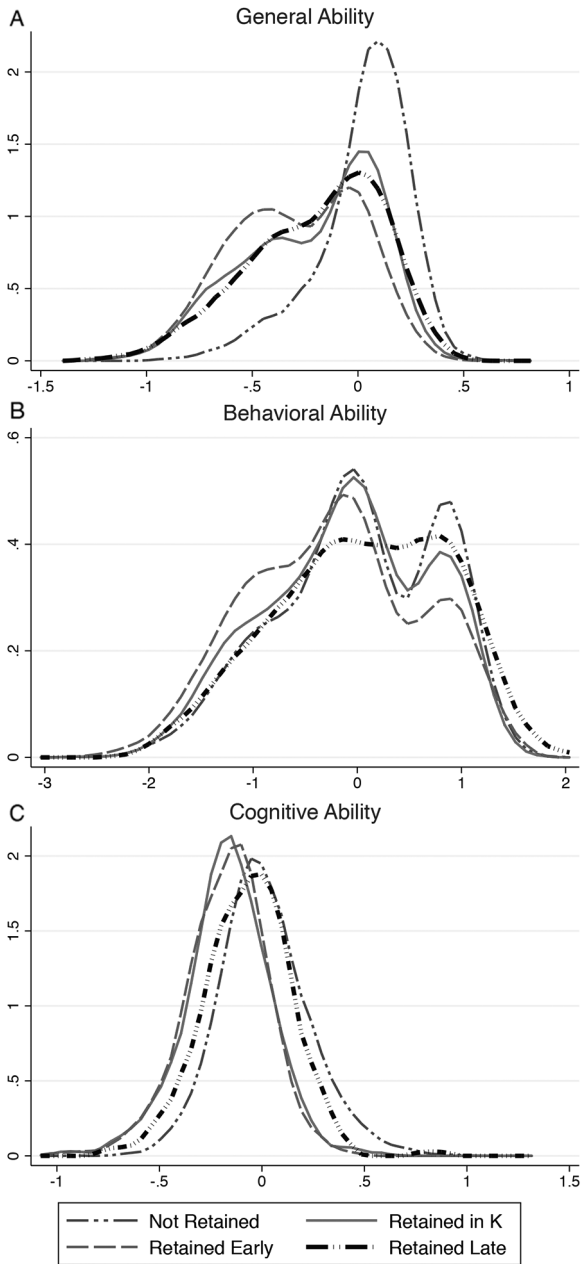 A
General Ability
2
1.5
1
.5
0
-1.5 -1 -.5 0 .5 1
B
Behavioral Ability
.6
.4
.2
0
-3 -2 -1 0 1 2
C
Cognitive Ability
2
1.5
1
.5
0
-1 -.5 0 .5 1 1.5
Not Retained Retained in K
Retained Early Retained Late